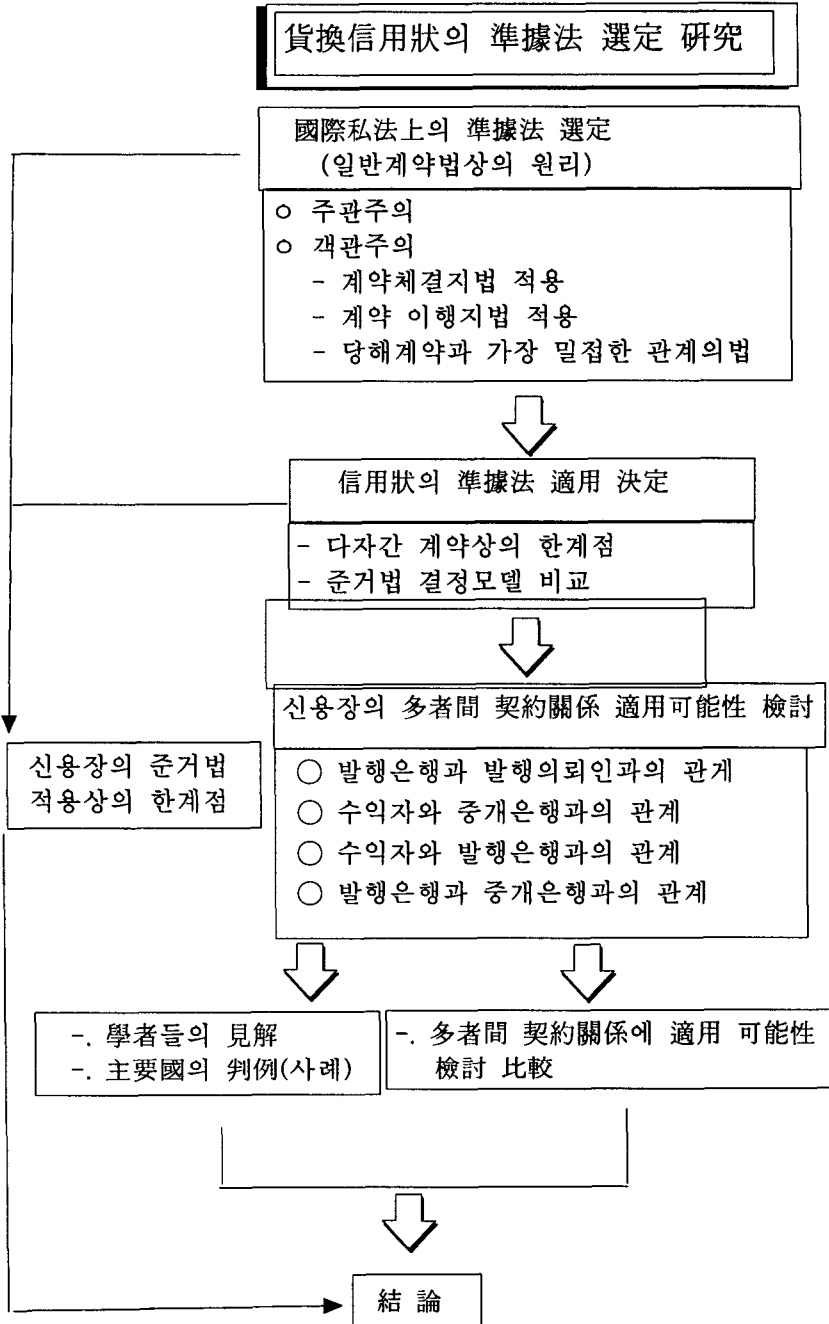 貨換信用狀의 準據法 選定 硏究
國際私法上의 準據法 選定
(일반계약법상의 원리)
○ 주관주의
○ 객관주의
- 계약체결지법 적용
- 계약 이행지법 적용
- 당해계약과 가장 밀접한 관계의법
信用狀의 準據法 適用 決定
- 다자간 계약상의 한계점
- 준거법 결정모델 비교
신용장의 多者間 契約關係 適用可能性 檢討
○ 발행은행과 발행의뢰인과의 관게
○ 수익자와 중개은행과의 관계
○ 수익자와 발행은행과의 관계
○ 발행은행과 중개은행과의 관계
신용장의 준거법
적용상의 한계점
-. 學者들의 見解
-. 主要國의 判例(사례)
-. 多者間 契約關係에 適用 可能性
檢討 比較
結 論